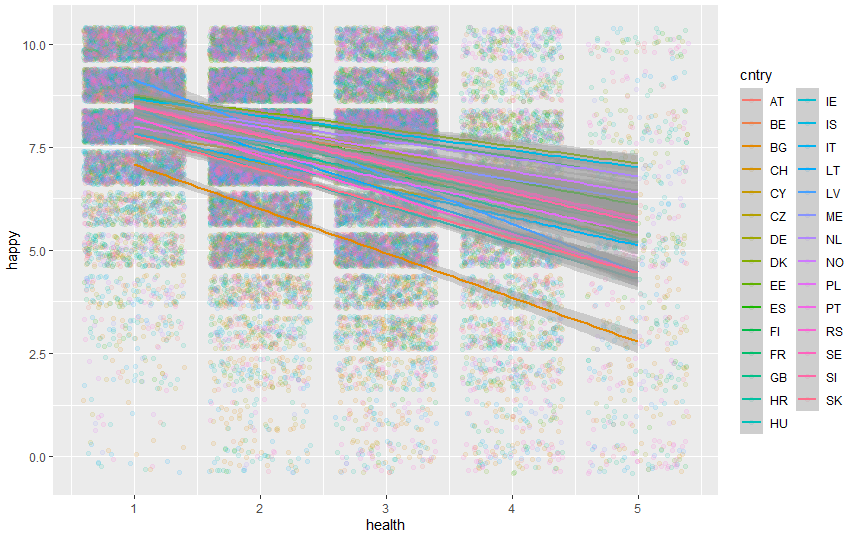 10.0
7.5
5.0
2.5
0.0
happy
1 2 3 4 5
health
cntry
AT IE
BE IS
BG IT
CH LT
CY LV
CZ ME
DE NL
DK NO
EE PL
ES PT
FI RS
FR SE
GB SI
HR SK
HU